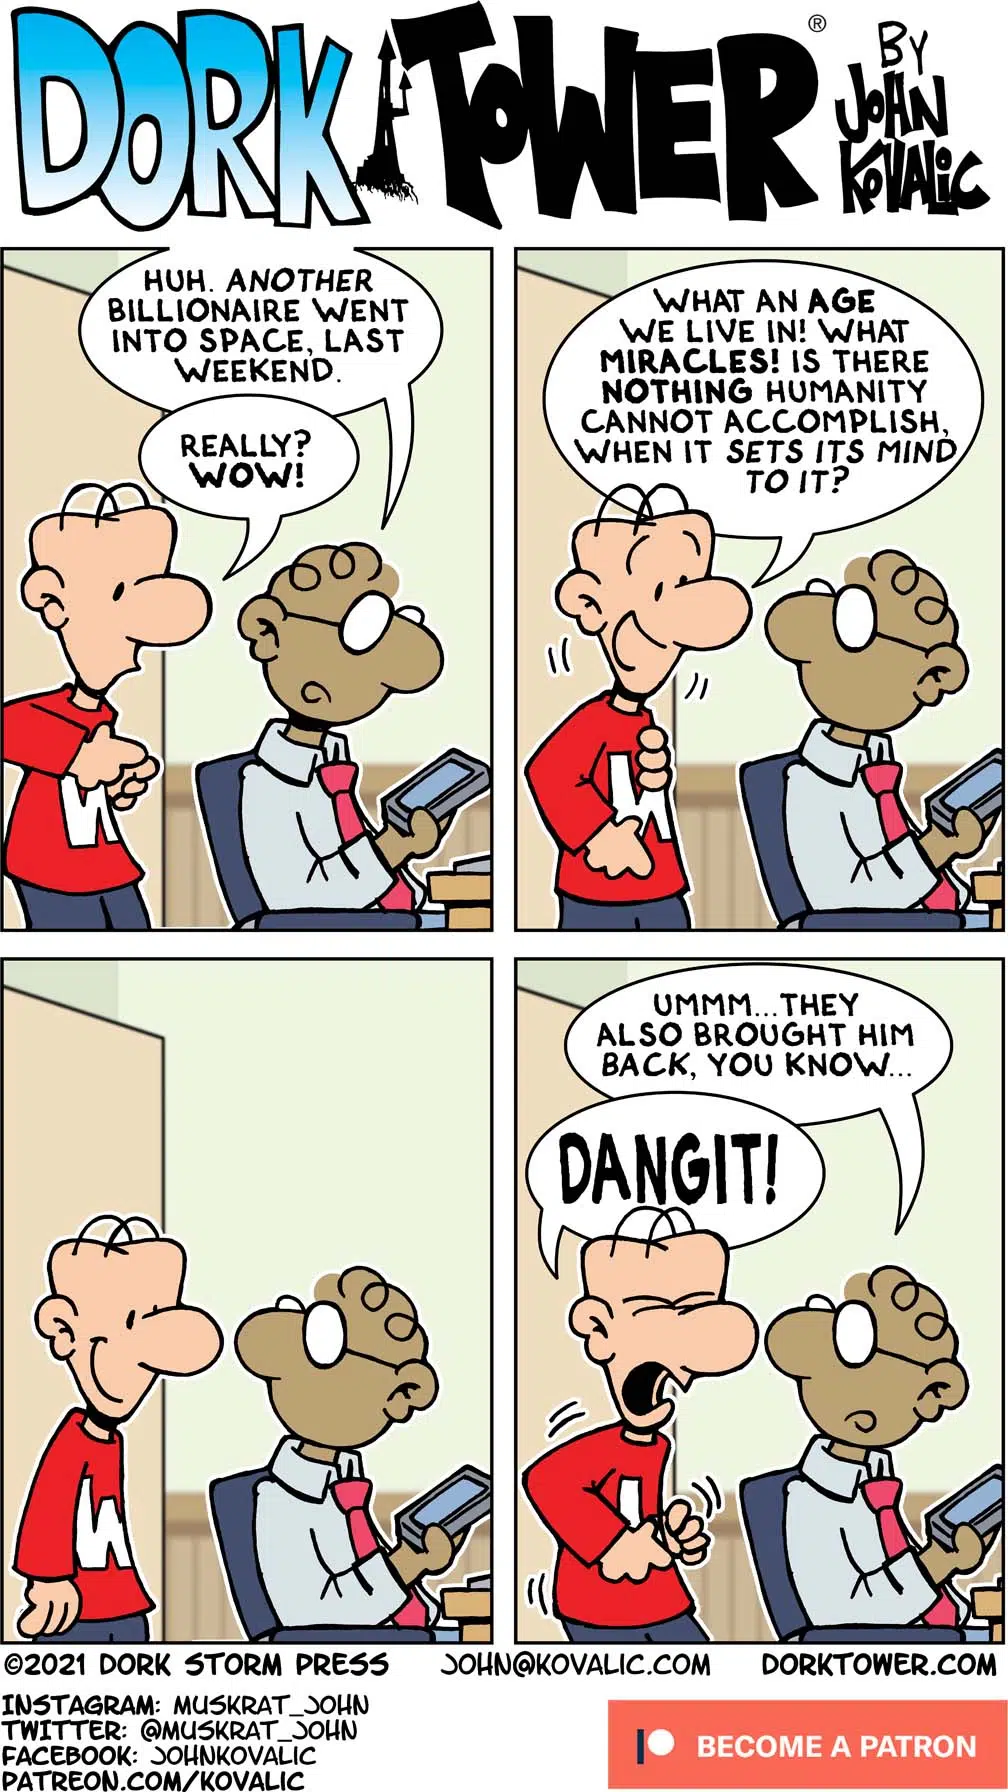 DORK TOWER®
BY
JOHN
KOVALIC
HUH. ANOTHER
BILLIONAIRE WENT
INTO SPACE, LAST
WEEKEND.
REALLY?
WOW!
W
WHAT AN AGE
WE LIVE IN! WHAT
MIRACLES! IS THERE
NOTHING HUMANITY
CANNOT ACCOMPLISH,
WHEN IT SETS ITS MIND
TO IT?
W
W
UMMM...THEY
ALSO BROUGHT HIM
BACK, YOU KNOW...
DANGIT!
©2021 DORK STORM PRESS JOHN@KOVALIC.COM DORKTOWER.COM
INSTAGRAM: MUSKRAT_JOHN
TWITTER: @MUSKRAT_JOHN
FACEBOOK: JOHNKOVALIC
PATREON.COM/KOVALIC
BECOME A PATRON